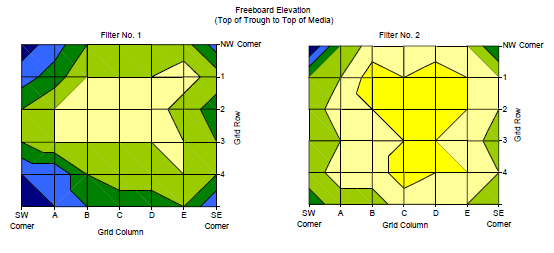 Freeboard Elevation
(Top of Trough to Top of Media)
Filter No. 1
NW Corner
1
2
3
4
Grid Row
SW Corner
A
B
C
D
E
SE Corner
Grid Column
Filter No. 2
NW Corner
1
2
3
4
Grid Row
SW Corner
A
B
C
D
E
SE Corner
Grid Column